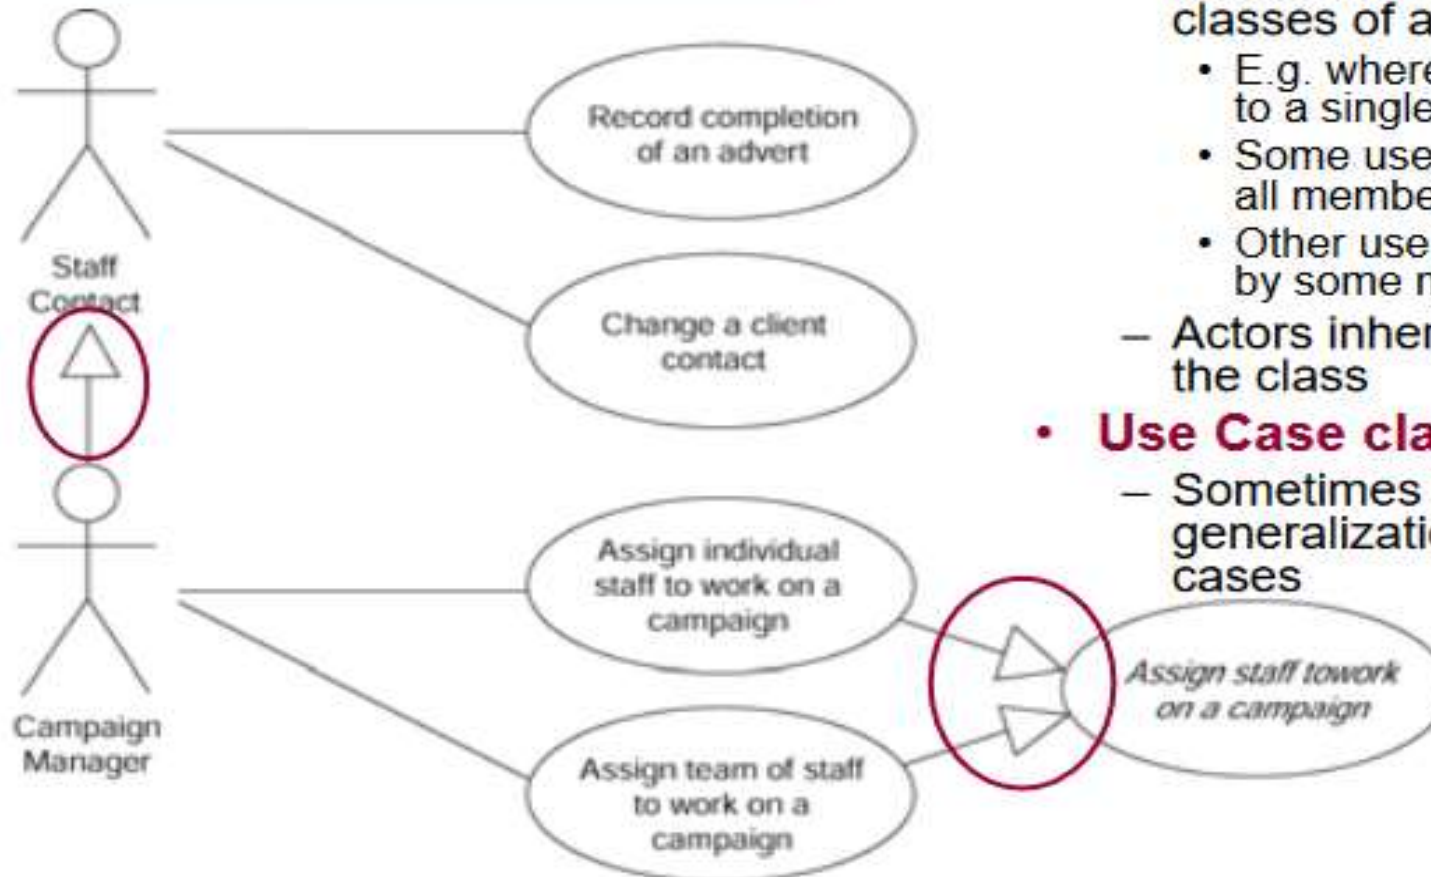 Record completion
of an advert
Staff
Contact
Change a client
contact
Assign individual
staff to work on a
campaign
Campaign
Manager
Assign team of staff
to work on a
campaign
Assign staff towork
on a campaign
classes of a
• E.g. where
to a single
• Some use
all membe
• Other use
by some
– Actors inher
the class
• Use Case cla
– Sometimes
generalizati
cases